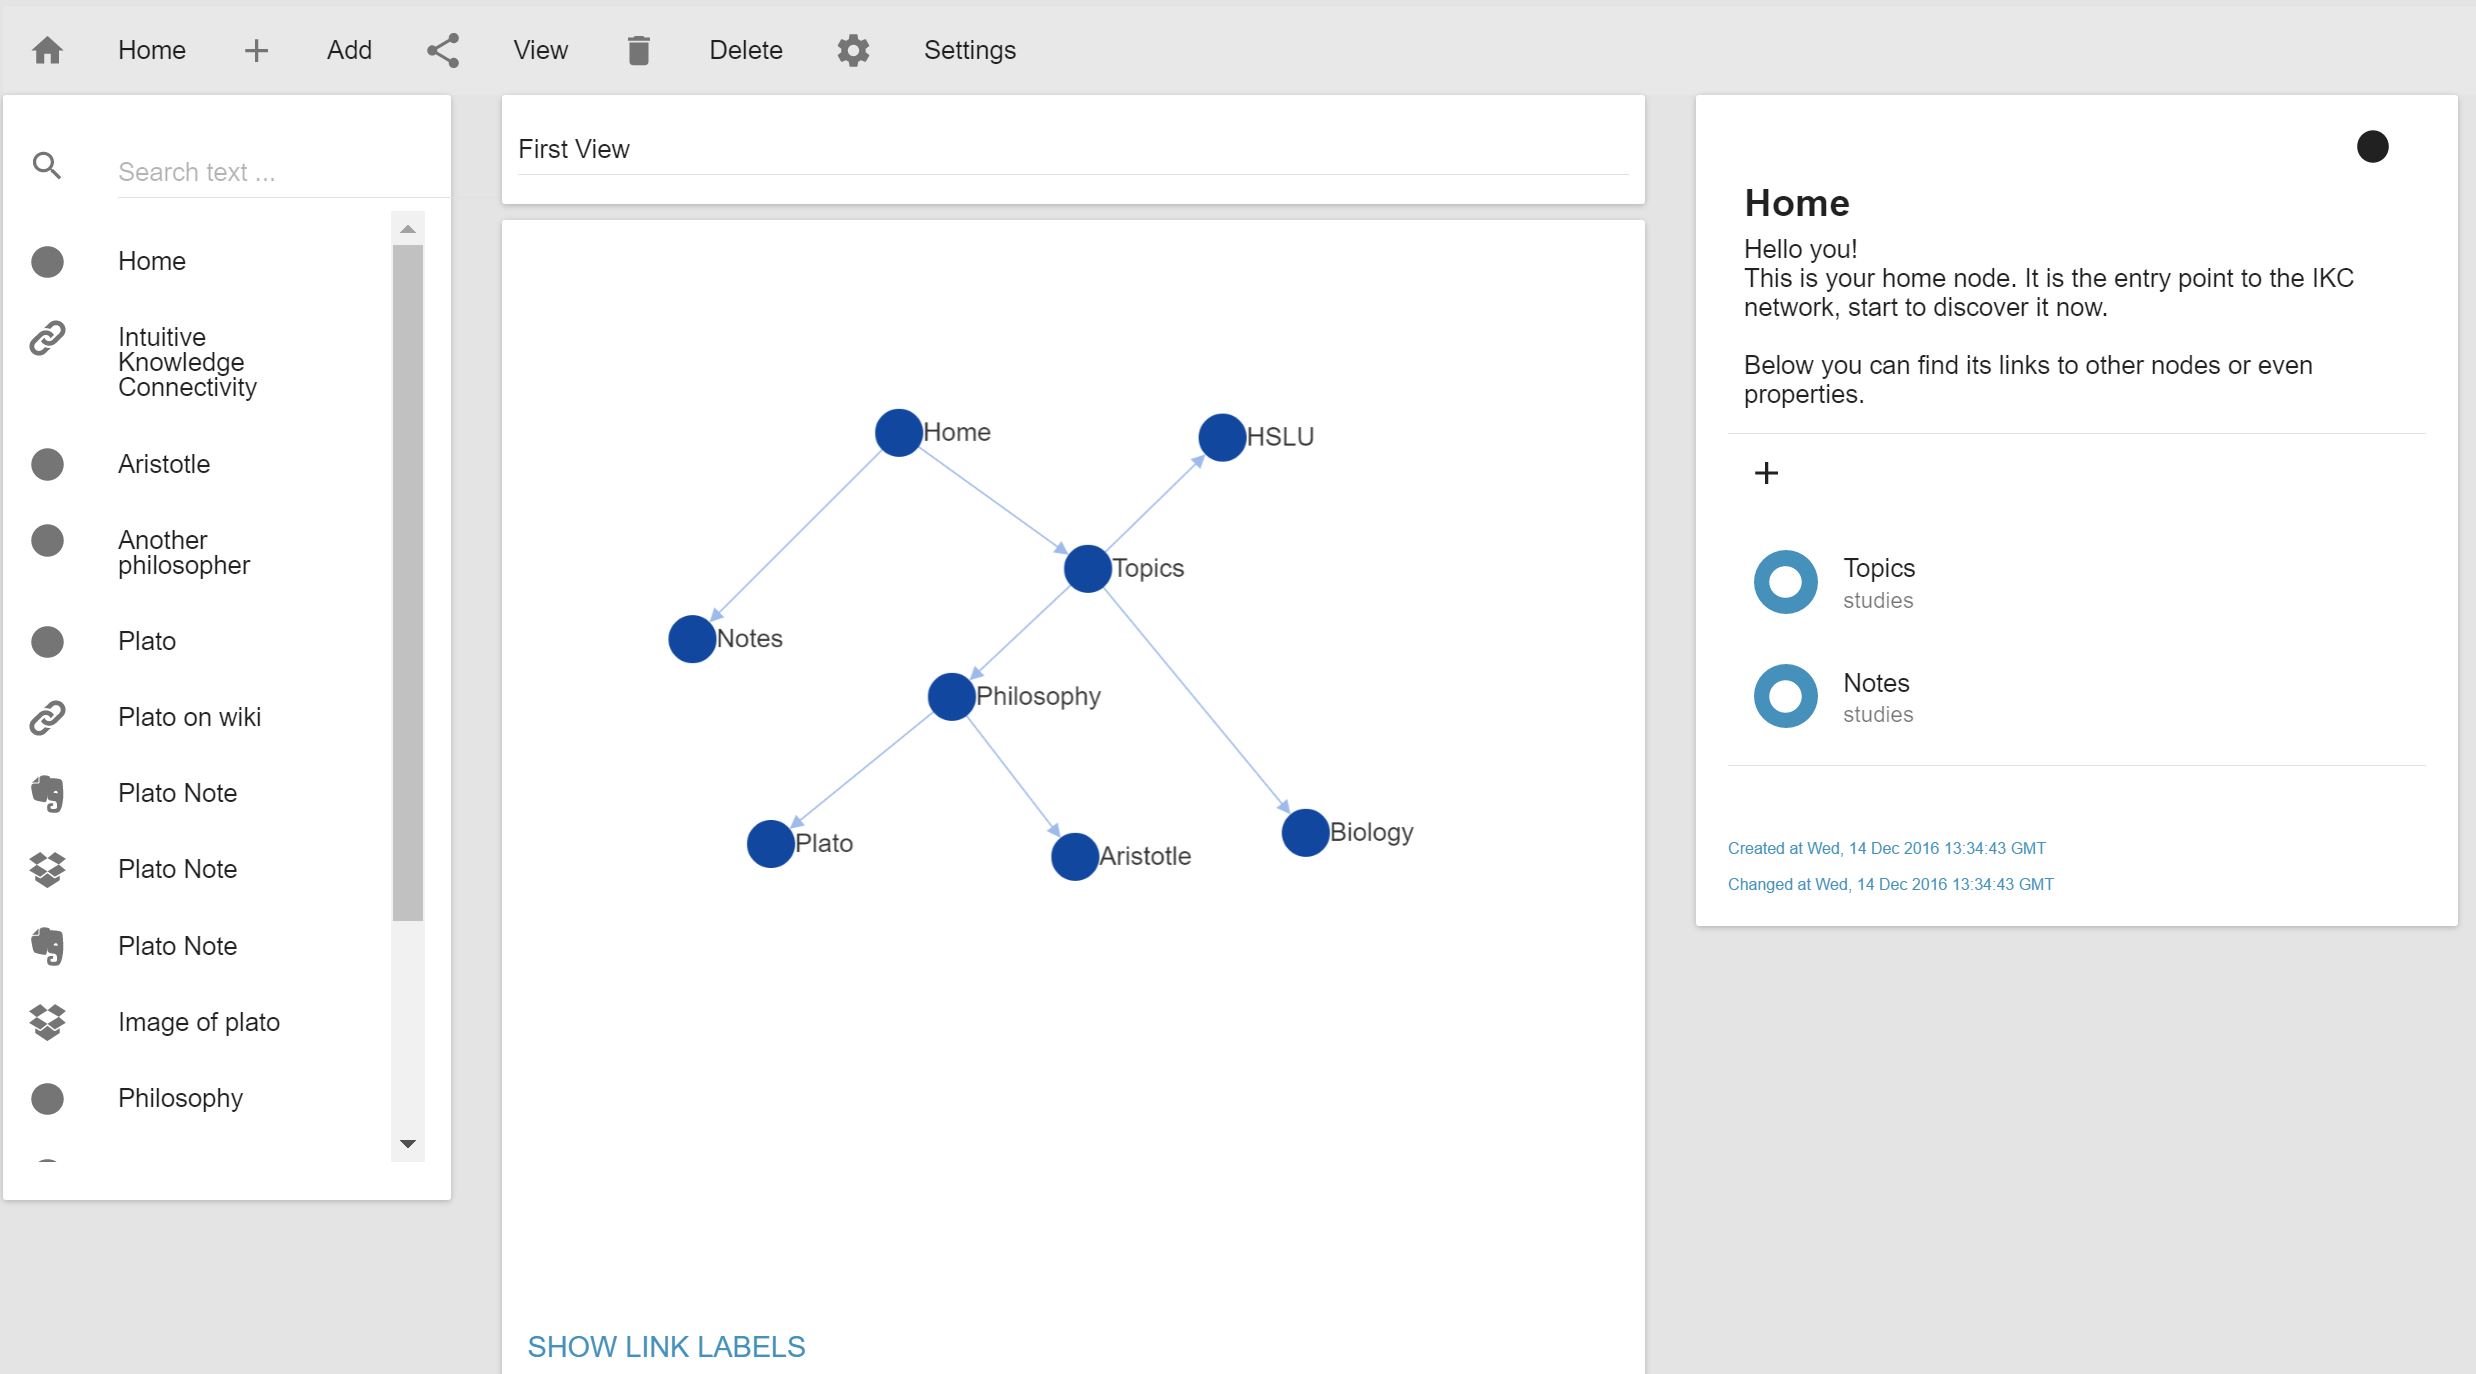 Home
Add
View
Delete
Settings
Search text ...
Home
Intuitive
Knowledge
Connectivity
Aristotle
Another
philosopher
Plato
Plato on wiki
Plato Note
Plato Note
Plato Note
Image of plato
Philosophy
First View
Home
HSLU
Topics
Notes
Philosophy
Plato
Aristotle
Biology
SHOW LINK LABELS
Home
Hello you!
This is your home node. It is the entry point to the IKC
network, start to discover it now.
Below you can find its links to other nodes or even
properties.
Topics
studies
Notes
studies
Created at Wed, 14 Dec 2016 13:34:43 GMT
Changed at Wed, 14 Dec 2016 13:34:43 GMT